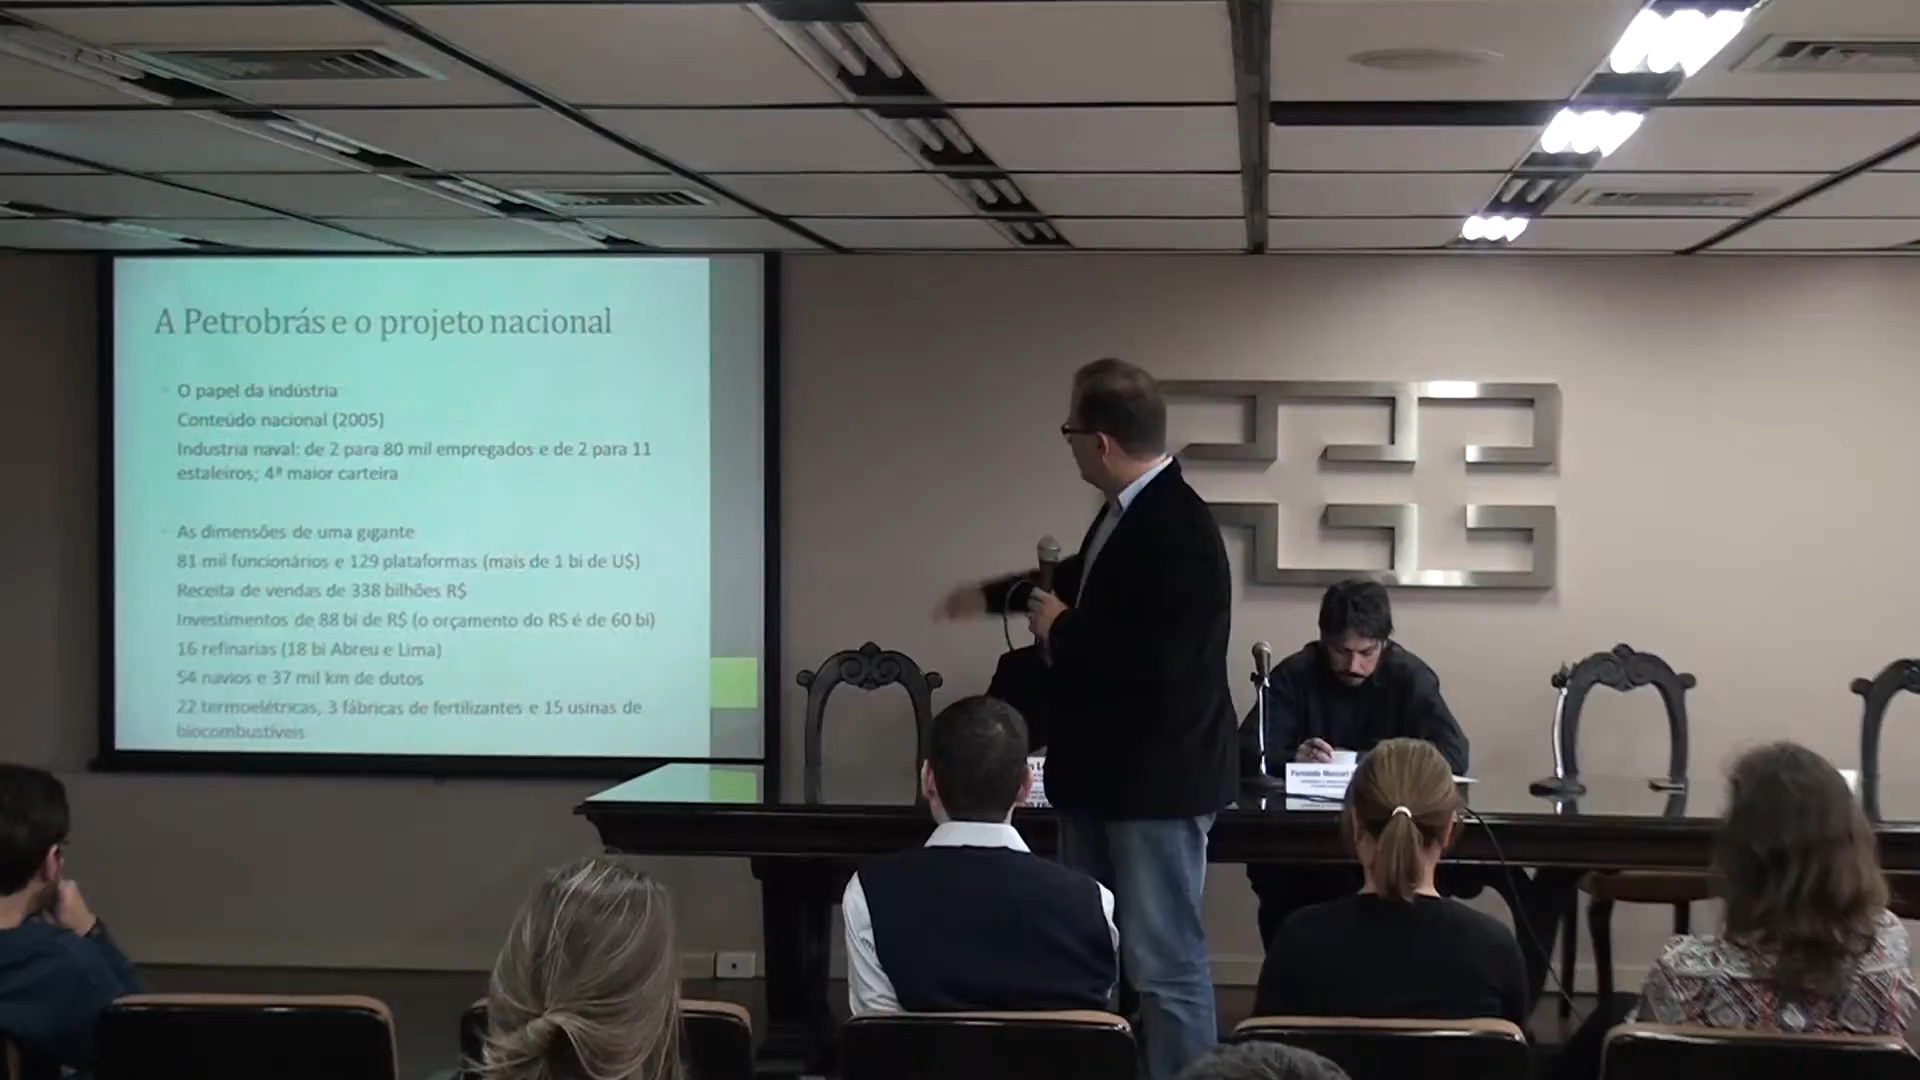 A Petrobrás e o projeto nacional
O papel da indústria
Conteúdo nacional (2005)
Industria naval: de 2 para 80 mil empregados e de 2 para 11
estaleiros; 4ª maior carteira
As dimensões de uma gigante
81 mil funcionários e 129 plataformas (mais de 1 bi de U$)
Receita de vendas de 338 bilhões R$
Investimentos de 88 bi de R$ (o orçamento do RS é de 60 bi)
16 refinarias (18 bi Abreu e Lima)
54 navios e 37 mil km de dutos
22 termoelétricas, 3 fábricas de fertilizantes e 15 usinas de
biocombustíveis
Fernando